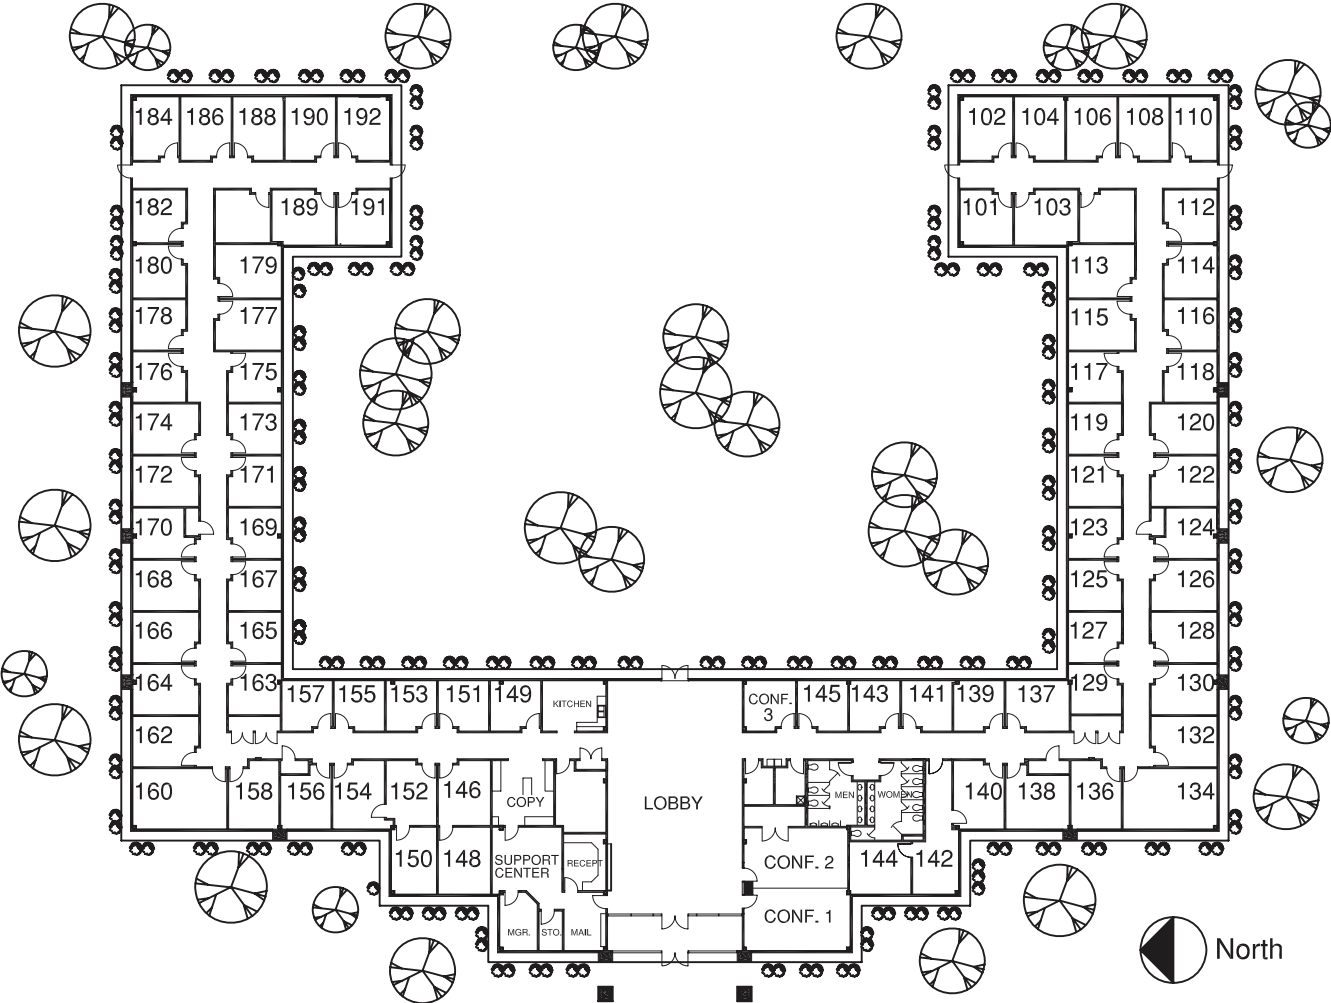 184 186 188 190 192
102 104 106 108 110
182 189 191
101 103 112
180 179
113 114
178 177
115 116
176 175
117 118
174 173
119 120
172 171
121 122
170 169
123 124
168 167
125 126
166 165
127 128
164 163
129 130
157 155 153 151 149 KITCHEN
CONF. 3
145 143 141 139 137
162
132
160 158 156 154 152 146
COPY
LOBBY
MEN
WOMEN
140 138 136 134
150 148
SUPPORT
CENTER
RECEPT
CONF. 2
144 142
MGR. STO. MAIL
CONF. 1
North